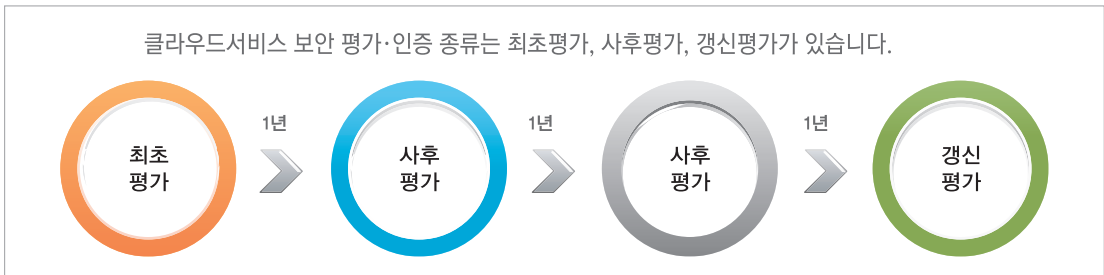 클라우드서비스 보안 평가·인증 종류는 최초평가, 사후평가, 갱신평가가 있습니다.
최초
평가
1년
사후
평가
1년
사후
평가
1년
갱신
평가